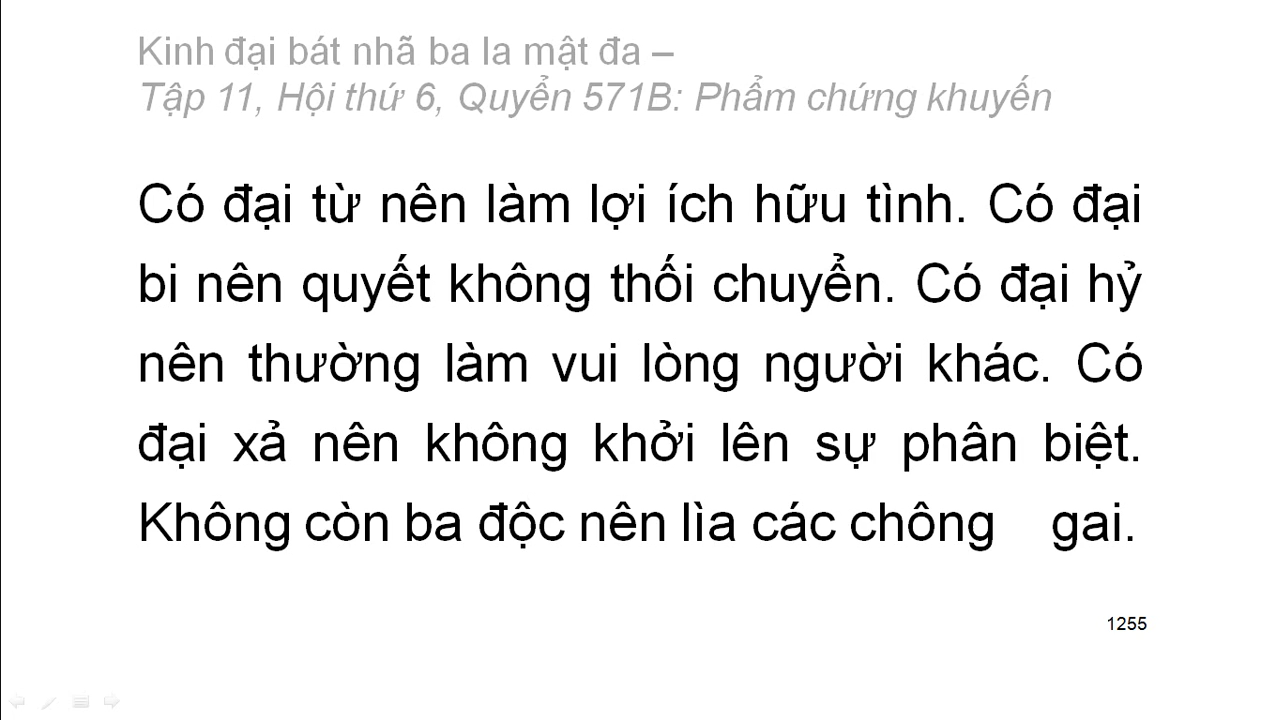 Kinh đại bát nhã ba la mật đa –
Tập 11, Hội thứ 6, Quyển 571B: Phẩm chứng khuyến
Có đại từ nên làm lợi ích hữu tình. Có đại
bi nên quyết không thối chuyển. Có đại hỷ
nên thường làm vui lòng người khác. Có
đại xả nên không khởi lên sự phân biệt.
Không còn ba độc nên lìa các chông gai.
1255